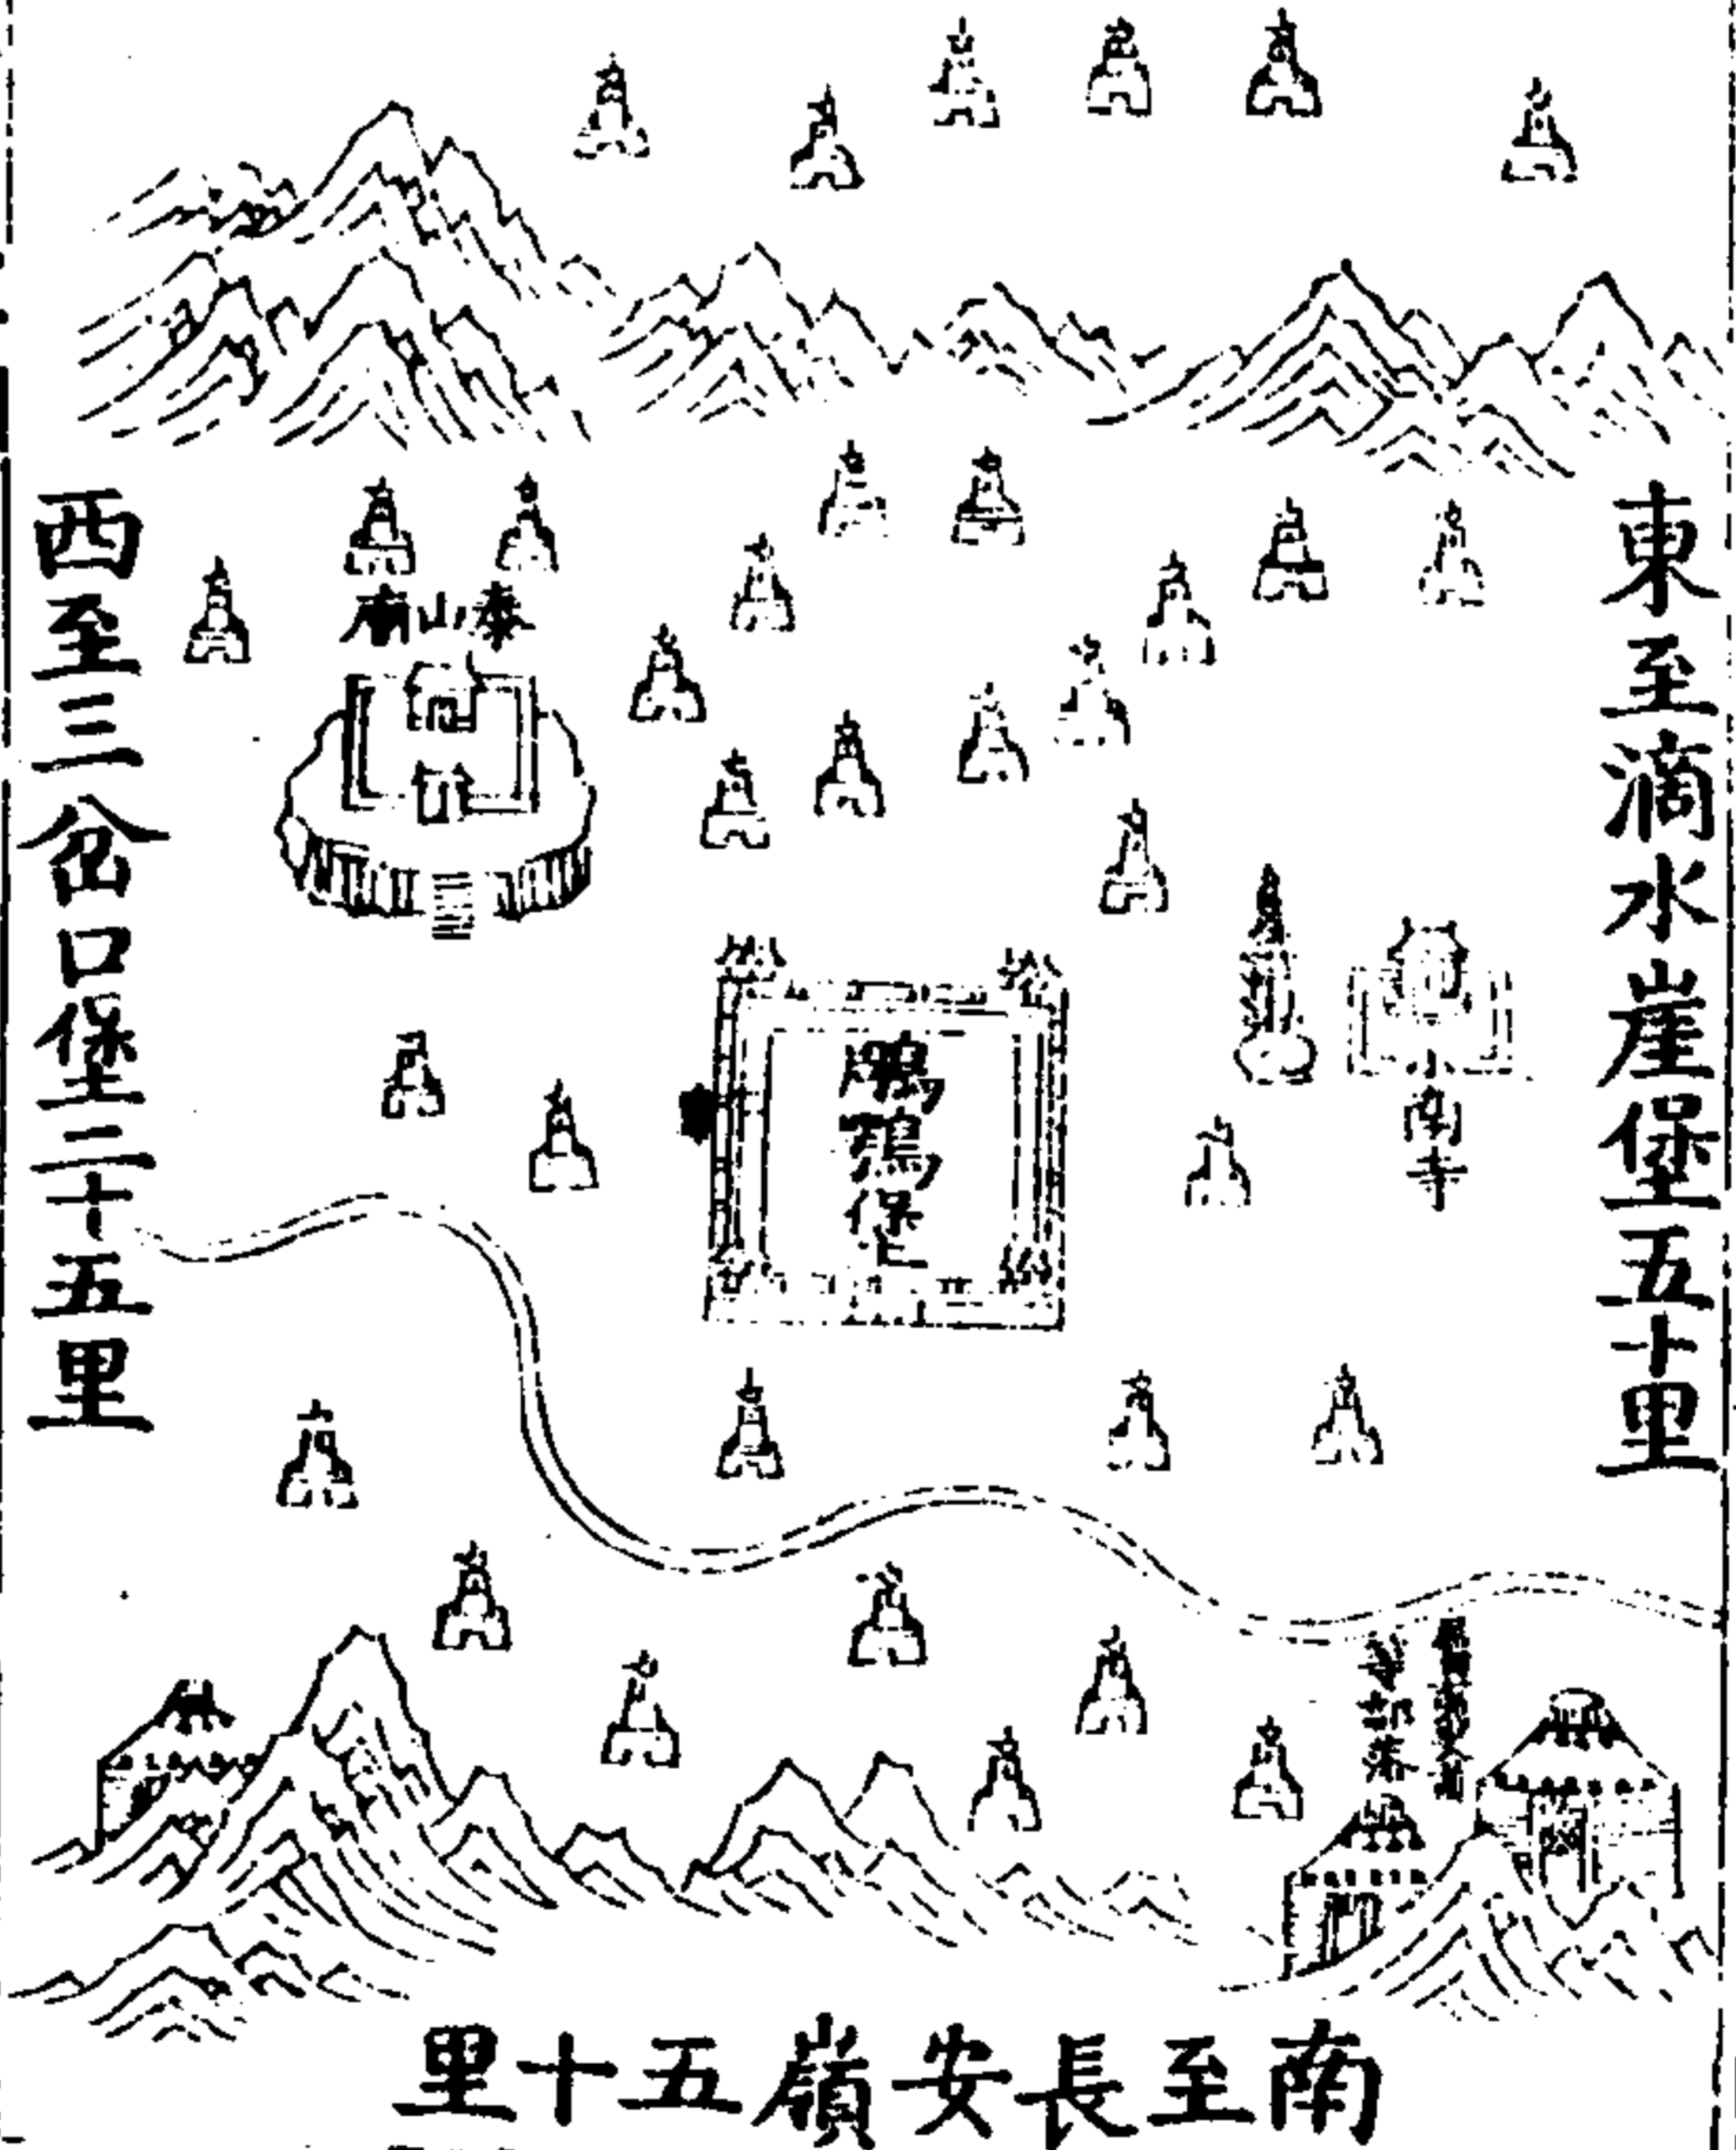 東至滴水崖堡五十里
西至三岔口堡二十五里
南至長安嶺五十里
泰山廟
鵰鶚堡
小南寺